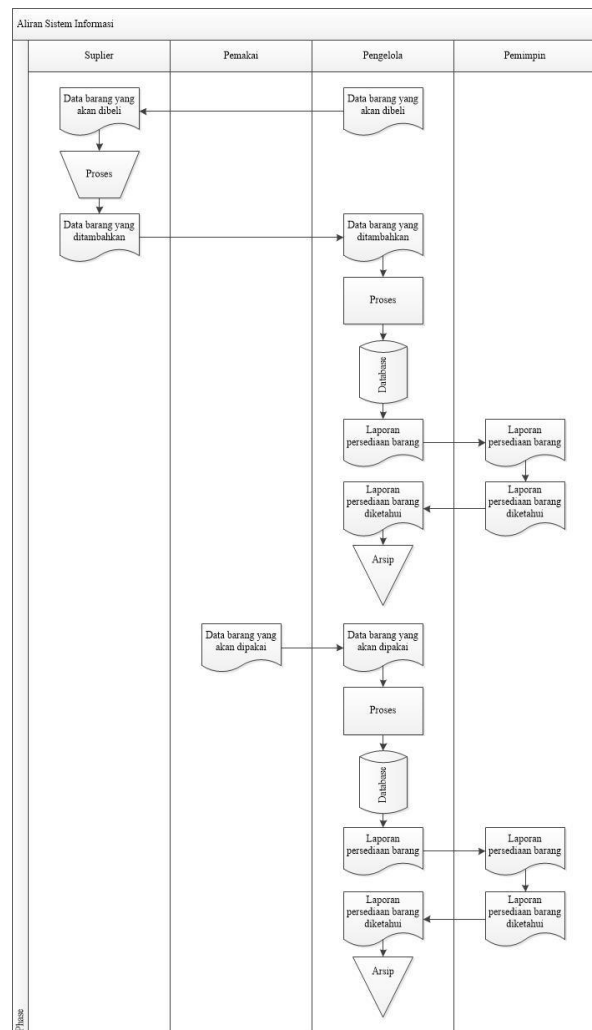 Aliran Sistem Informasi
Suplier
Pemakai
Pengelola
Pemimpin
Data barang yang
akan dibeli
Data barang yang
akan dibeli
Proses
Data barang yang
ditambahkan
Data barang yang
ditambahkan
Proses
Database
Laporan
persediaan barang
Laporan
persediaan barang
Laporan
persediaan barang
diketahui
Laporan
persediaan barang
diketahui
Arsip
Data barang yang
akan dipakai
Data barang yang
akan dipakai
Proses
Database
Laporan
persediaan barang
Laporan
persediaan barang
Laporan
persediaan barang
diketahui
Laporan
persediaan barang
diketahui
Arsip
Phase